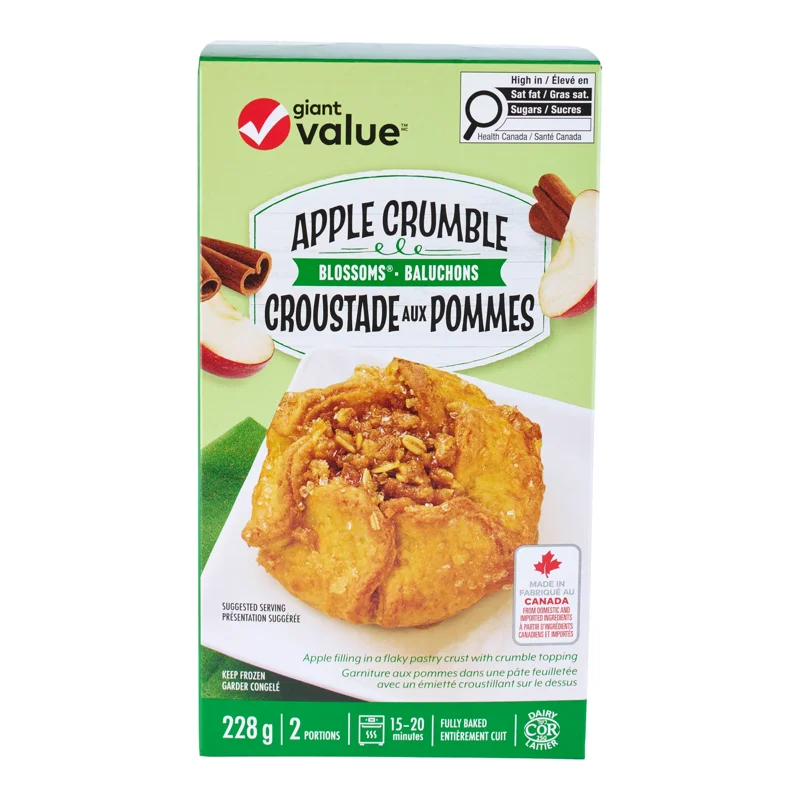 giant
value™
MC
High in / Élevé en
Sat fat / Gras sat.
Sugars / Sucres
Health Canada / Santé Canada
APPLE CRUMBLE
BLOSSOMS® • BALUCHONS
CROUSTADE AUX POMMES
MADE IN
FABRIQUÉ AU
CANADA
FROM DOMESTIC AND
IMPORTED INGREDIENTS
À PARTIR D'INGRÉDIENTS
CANADIENS ET IMPORTÉS
SUGGESTED SERVING
PRÉSENTATION SUGGÉRÉE
Apple filling in a flaky pastry crust with crumble topping
Garniture aux pommes dans une pâte feuilletée
avec un émietté croustillant sur le dessus
KEEP FROZEN
GARDER CONGELÉ
228 g
2 PORTIONS
15–20
minutes
FULLY BAKED
ENTIÈREMENT CUIT
DAIRY
COR
LAITIER